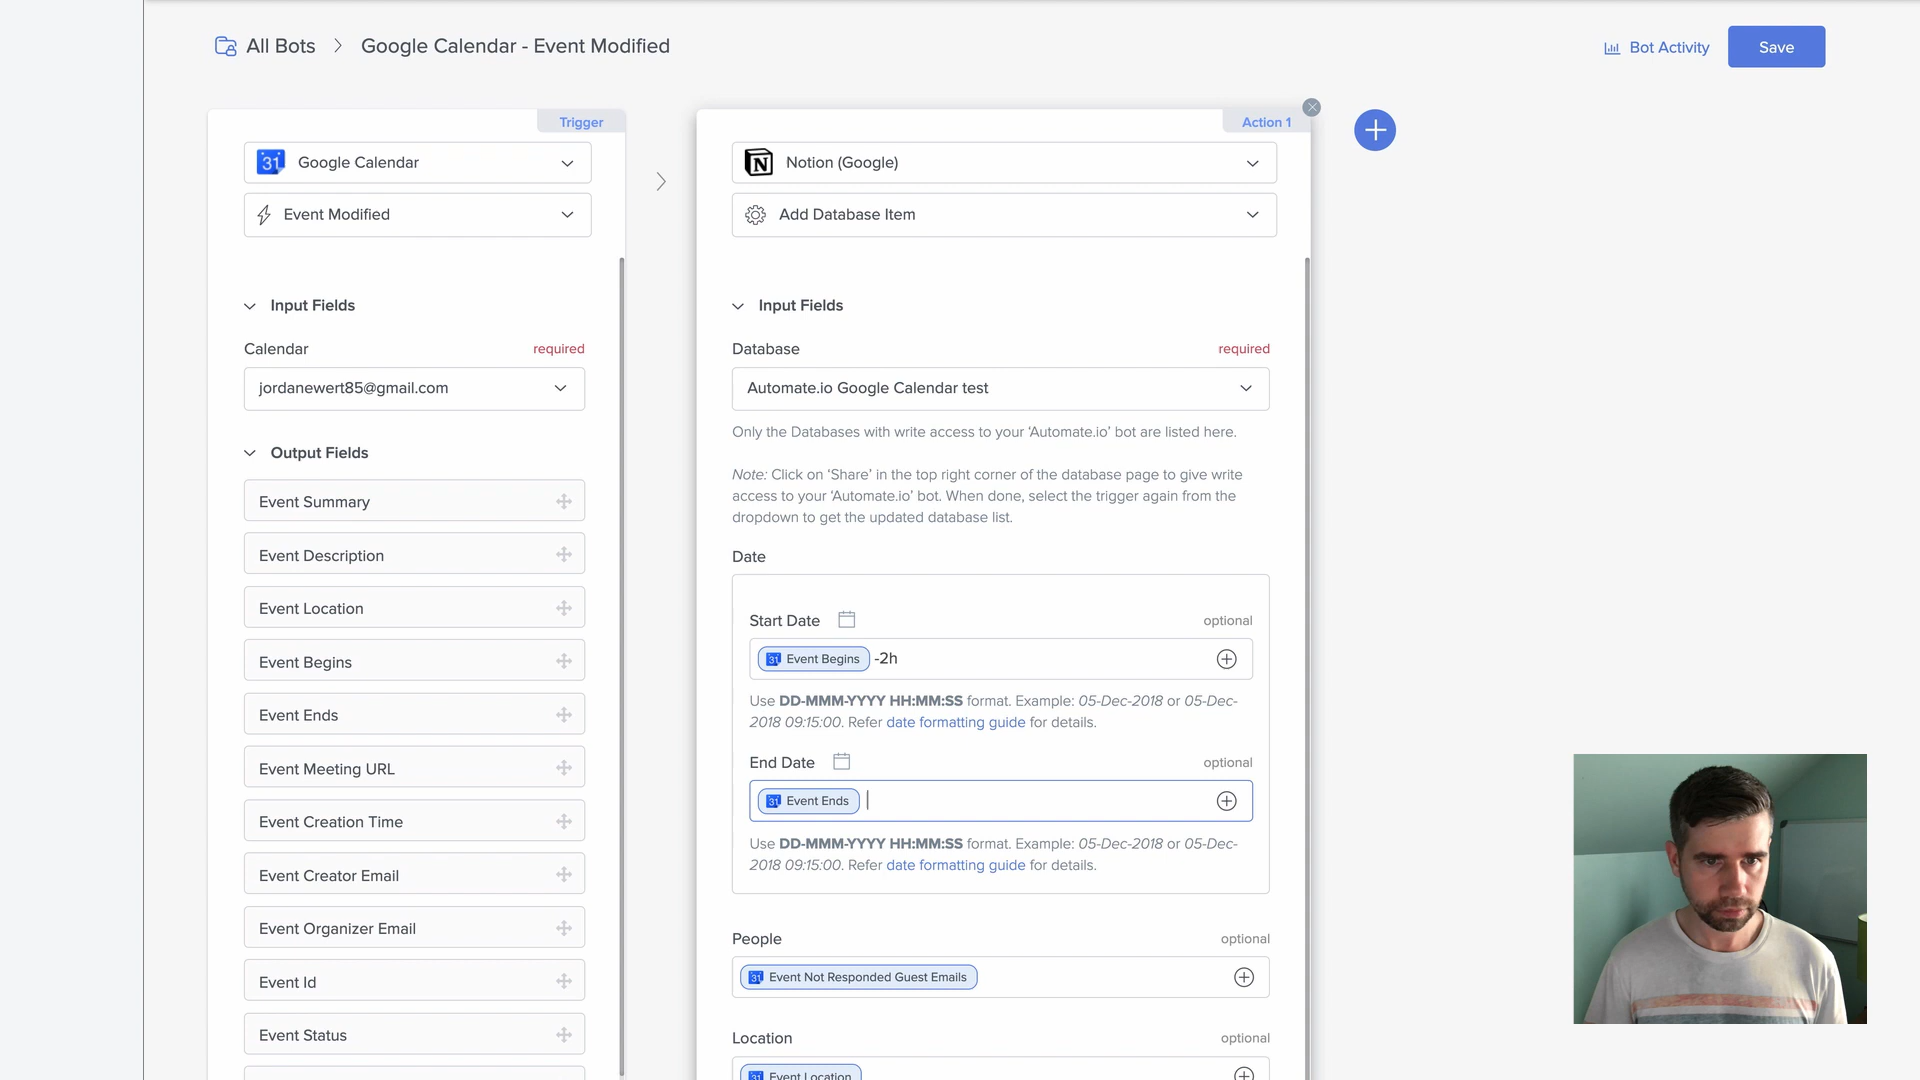 All Bots > Google Calendar - Event Modified
Bot Activity
Save
Trigger
31 Google Calendar
Event Modified
Input Fields
Calendar required
jordanewert85@gmail.com
Output Fields
Event Summary
Event Description
Event Location
Event Begins
Event Ends
Event Meeting URL
Event Creation Time
Event Creator Email
Event Organizer Email
Event Id
Event Status
Action 1
N Notion (Google)
Add Database Item
Input Fields
Database required
Automate.io Google Calendar test
Only the Databases with write access to your ‘Automate.io’ bot are listed here.
Note: Click on ‘Share’ in the top right corner of the database page to give write
access to your ‘Automate.io’ bot. When done, select the trigger again from the
dropdown to get the updated database list.
Date
Start Date optional
31 Event Begins -2h
Use DD-MMM-YYYY HH:MM:SS format. Example: 05-Dec-2018 or 05-Dec-
2018 09:15:00. Refer date formatting guide for details.
End Date optional
31 Event Ends
Use DD-MMM-YYYY HH:MM:SS format. Example: 05-Dec-2018 or 05-Dec-
2018 09:15:00. Refer date formatting guide for details.
People optional
31 Event Not Responded Guest Emails
Location optional
31 Event Location